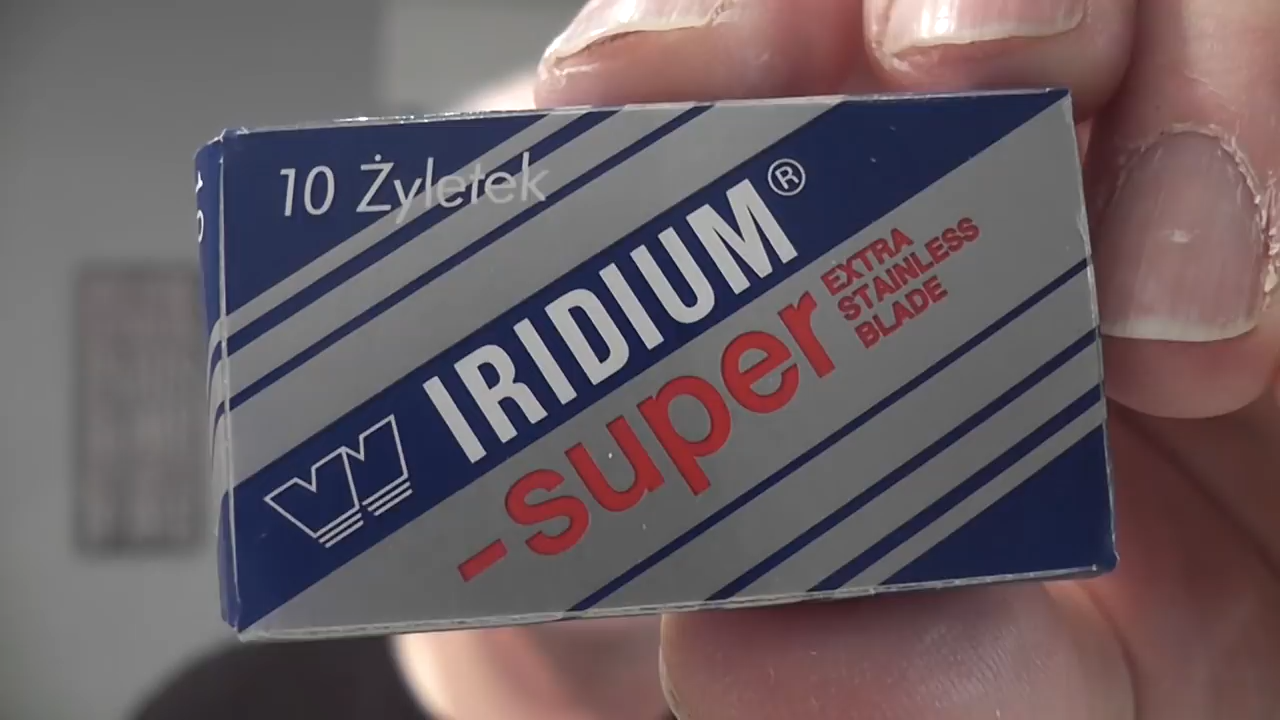 10 Żyletek
IRIDIUM®
-super
EXTRA
STAINLESS
BLADE